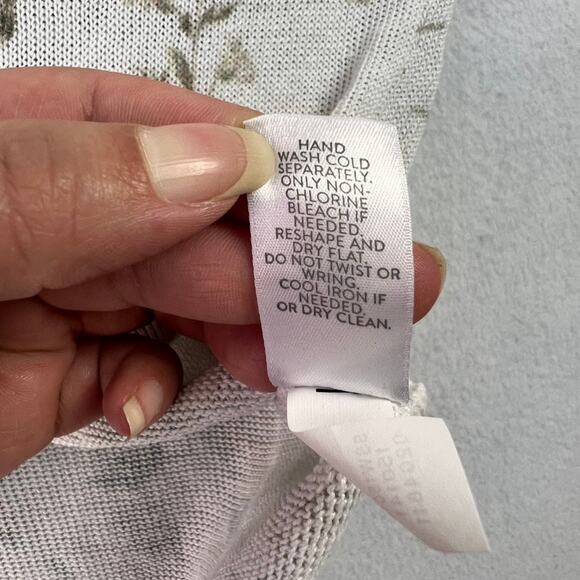 HAND
WASH COLD
SEPARATELY.
ONLY NON-
CHLORINE
BLEACH IF
NEEDED.
RESHAPE AND
DRY FLAT.
DO NOT TWIST OR
WRING.
COOL IRON IF
NEEDED.
OR DRY CLEAN.